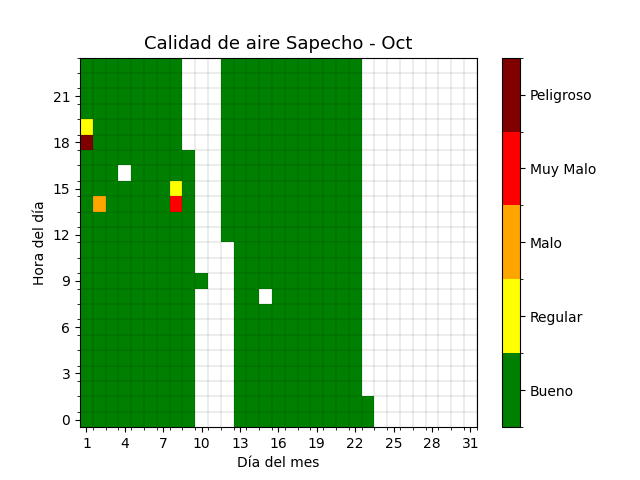 Calidad de aire Sapecho - Oct
Hora del día
21
18
15
12
9
6
3
0
1 4 7 10 13 16 19 22 25 28 31
Día del mes
Peligroso
Muy Malo
Malo
Regular
Bueno